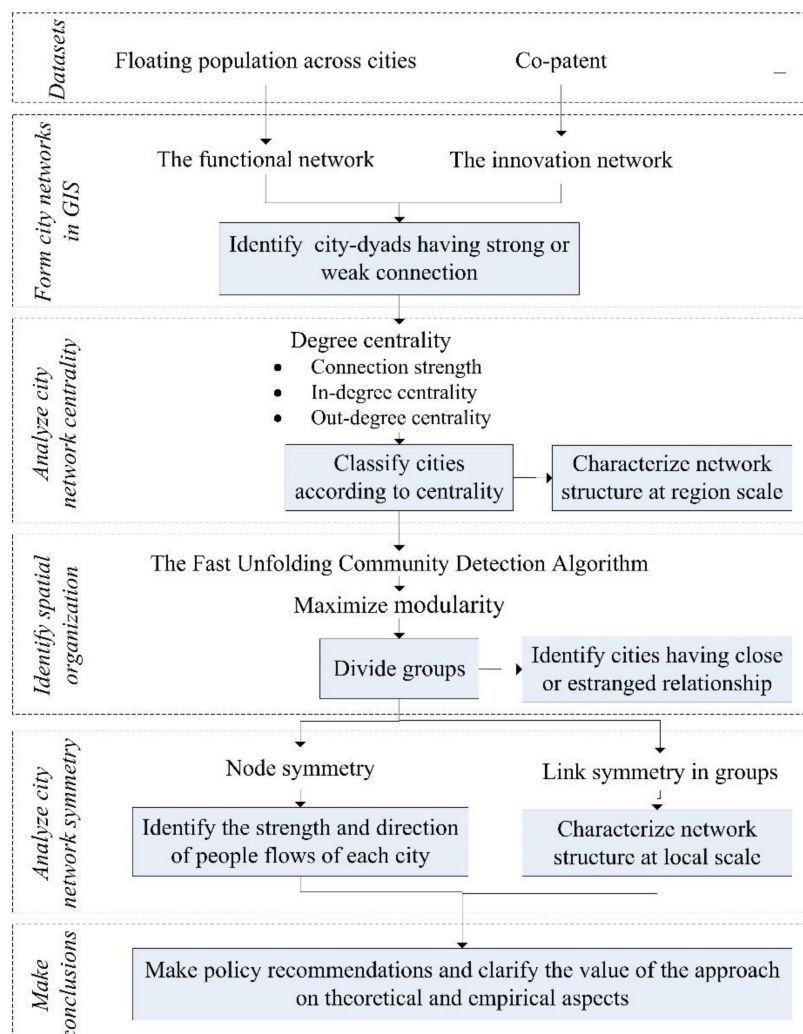 Datasets
Floating population across cities
Co-patent
Form city networks
in GIS
The functional network
The innovation network
Identify city-dyads having strong or
weak connection
Analyze city
network centrality
Degree centrality
● Connection strength
● In-degree centrality
● Out-degree centrality
Classify cities
according to centrality
Characterize network
structure at region scale
Identify spatial
organization
The Fast Unfolding Community Detection Algorithm
Maximize modularity
Divide groups
Identify cities having close
or estranged relationship
Analyze city
network symmetry
Node symmetry
Link symmetry in groups
Identify the strength and direction
of people flows of each city
Characterize network
structure at local scale
Make
conclusions
Make policy recommendations and clarify the value of the approach
on theoretical and empirical aspects